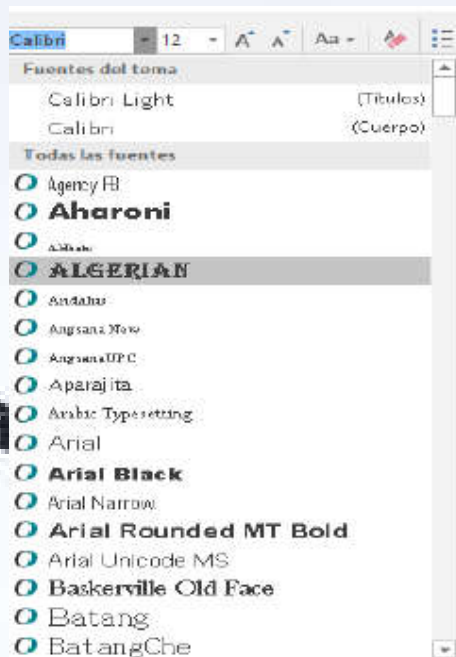 Calibri 12 A A Aa
Fuentes del tema
Calibri Light (Títulos)
Calibri (Cuerpo)
Todas las fuentes
Agency FB
Aharoni
Aldhabi
ALGERIAN
Andalus
Angsana New
AngsanaUPC
Aparajita
Arabic Typesetting
Arial
Arial Black
Arial Narrow
Arial Rounded MT Bold
Arial Unicode MS
Baskerville Old Face
Batang
BatangChe